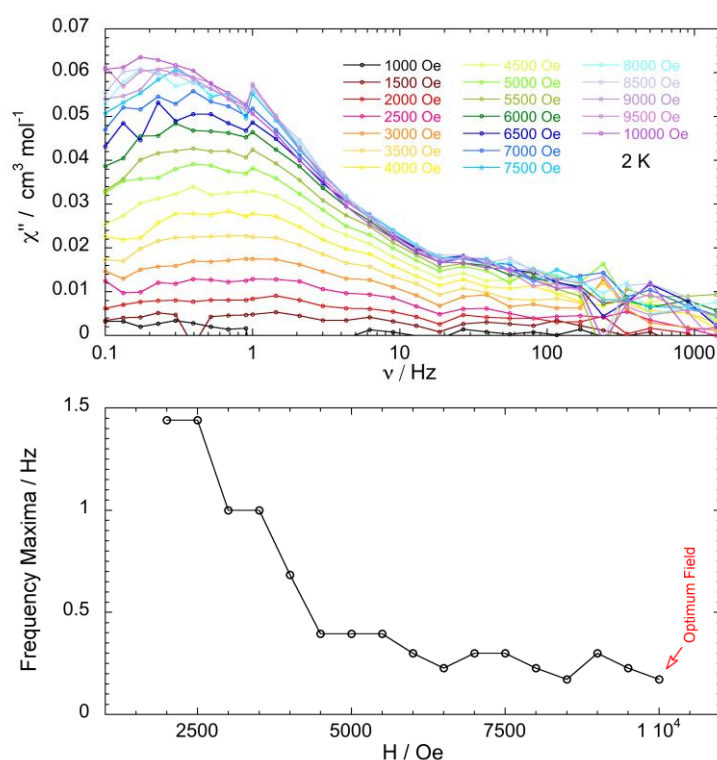 0.07
0.06
0.05
0.04
0.03
0.02
0.01
0
χ'' / cm³ mol⁻¹
1000 Oe
1500 Oe
2000 Oe
2500 Oe
3000 Oe
3500 Oe
4000 Oe
4500 Oe
5000 Oe
5500 Oe
6000 Oe
6500 Oe
7000 Oe
7500 Oe
8000 Oe
8500 Oe
9000 Oe
9500 Oe
10000 Oe
2 K
0.1 1 10 100 1000
ν / Hz
1.5
1
0.5
0
Frequency Maxima / Hz
Optimum Field
2500 5000 7500 1 10⁴
H / Oe